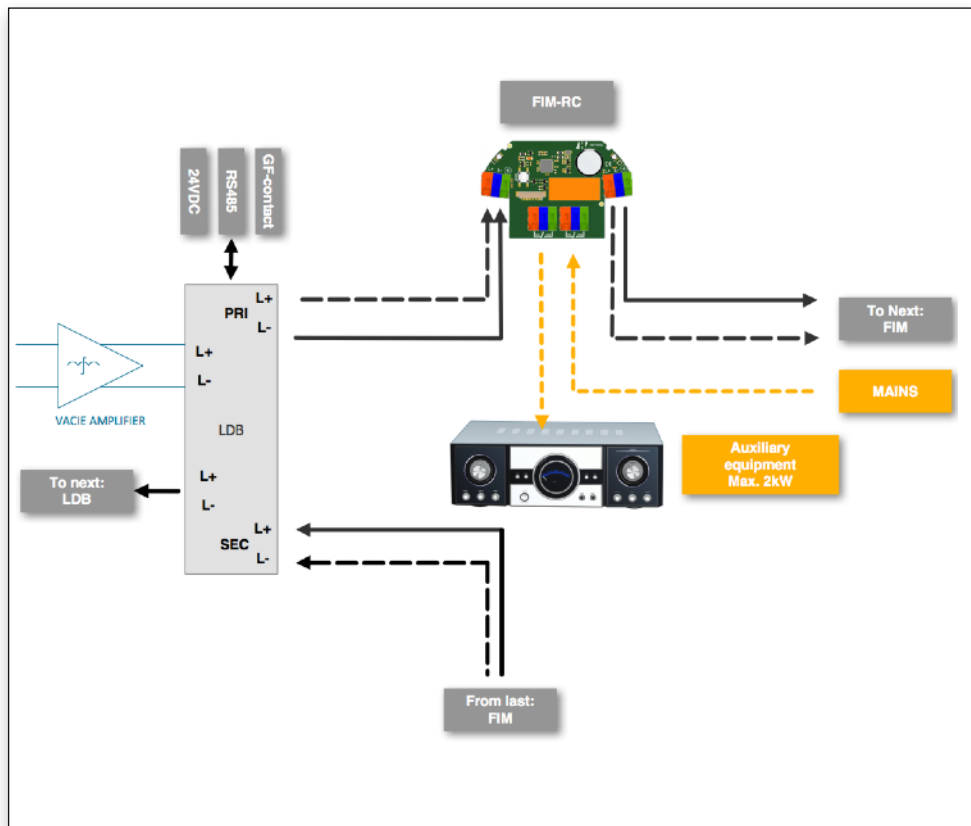 FIM-RC
24VDC
RS485
GF-contact
L+
PRI
L-
L+
L-
VACIE AMPLIFIER
LDB
To next:
LDB
L+
L-
L+
SEC
L-
To Next:
FIM
MAINS
Auxiliary
equipment
Max. 2kW
From last:
FIM